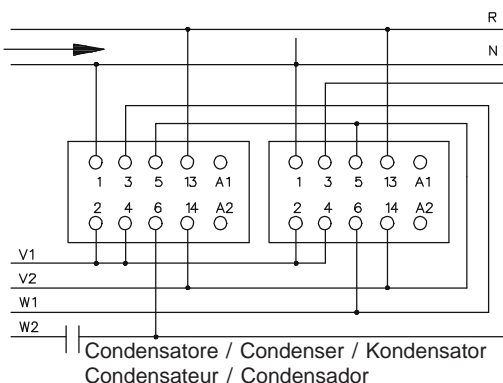 R
N
1 3 5 13 A1 1 3 5 13 A1
2 4 6 14 A2 2 4 6 14 A2
V1
V2
W1
W2
Condensatore / Condenser / Kondensator
Condensateur / Condensador